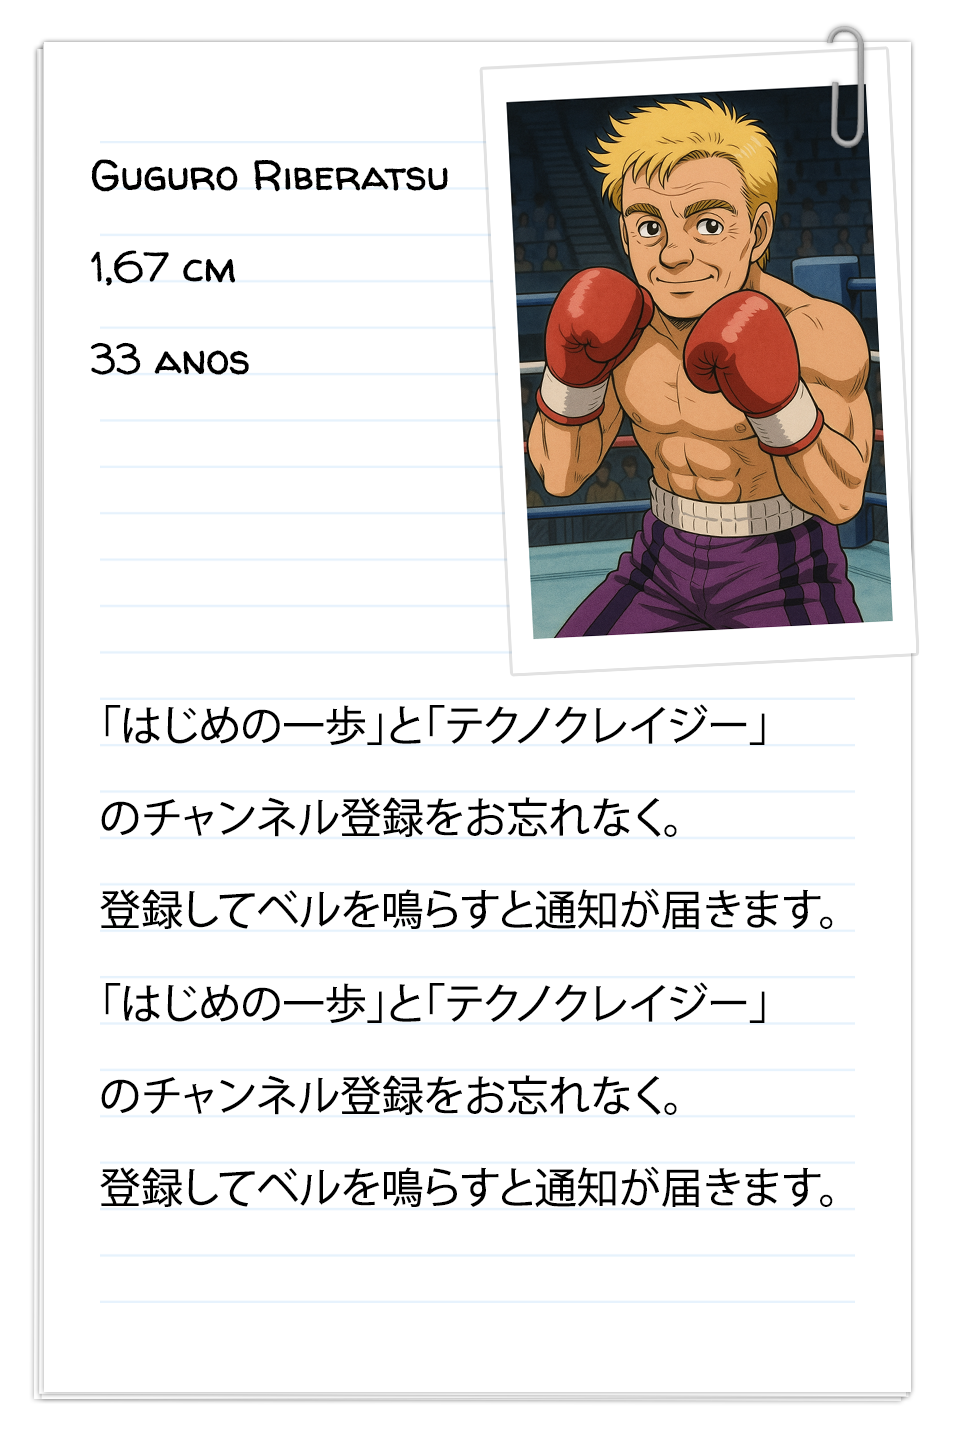 Guguro Riberatsu
1,67 cm
33 anos
「はじめの一歩」と「テクノクレイジー」
のチャンネル登録をお忘れなく。
登録してベルを鳴らすと通知が届きます。
「はじめの一歩」と「テクノクレイジー」
のチャンネル登録をお忘れなく。
登録してベルを鳴らすと通知が届きます。